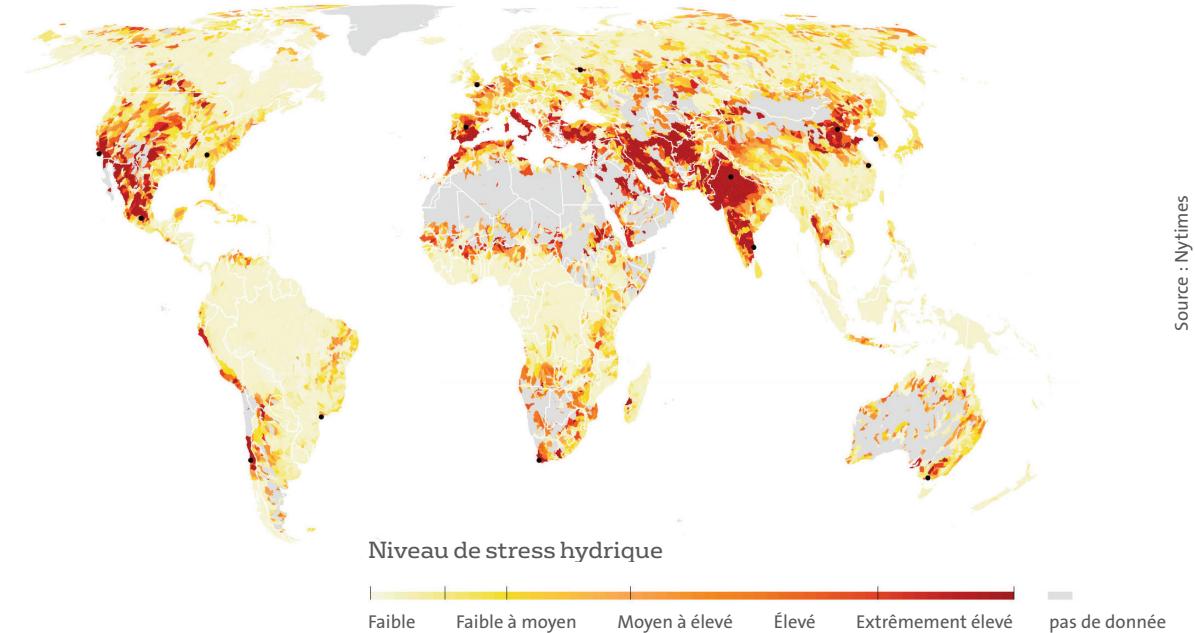 Source : Nytimes
Niveau de stress hydrique
Faible Faible à moyen Moyen à élevé Élevé Extrêmement élevé pas de donnée